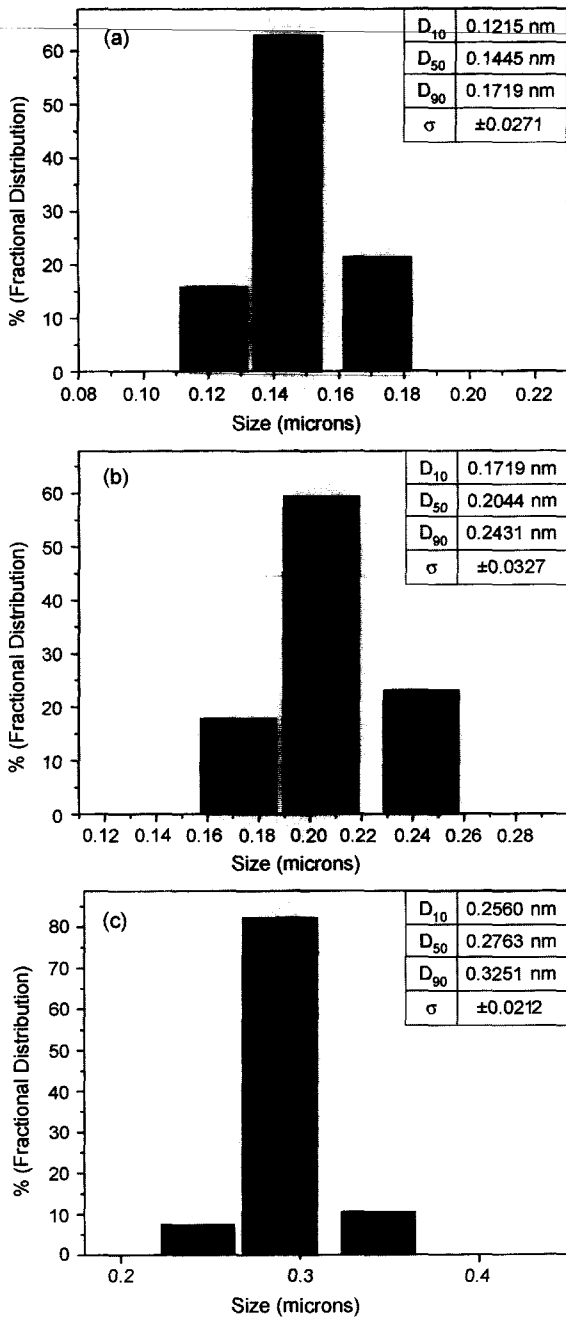 (a)
D10 0.1215 nm
D50 0.1445 nm
D90 0.1719 nm
σ ±0.0271
% (Fractional Distribution)
60
50
40
30
20
10
0
0.08 0.10 0.12 0.14 0.16 0.18 0.20 0.22
Size (microns)
(b)
D10 0.1719 nm
D50 0.2044 nm
D90 0.2431 nm
σ ±0.0327
% (Fractional Distribution)
60
50
40
30
20
10
0
0.12 0.14 0.16 0.18 0.20 0.22 0.24 0.26 0.28
Size (microns)
(c)
D10 0.2560 nm
D50 0.2763 nm
D90 0.3251 nm
σ ±0.0212
% (Fractional Distribution)
80
70
60
50
40
30
20
10
0
0.2 0.3 0.4
Size (microns)